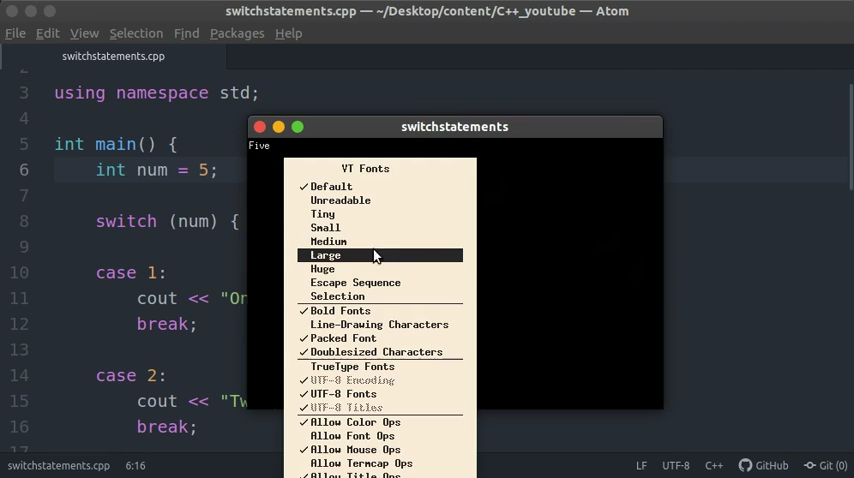 switchstatements.cpp — ~/Desktop/content/C++_youtube — Atom
File Edit View Selection Find Packages Help
switchstatements.cpp
3 using namespace std;
4
5 int main() {
6 int num = 5;
7
8 switch (num) {
9
10 case 1:
11 cout << "On
12 break;
13
14 case 2:
15 cout << "Tw
16 break;
17
switchstatements
Five
VT Fonts
✓Default
Unreadable
Tiny
Small
Medium
Large
Huge
Escape Sequence
Selection
✓Bold Fonts
Line-Drawing Characters
✓Packed Font
✓Doublesized Characters
TrueType Fonts
✓UTF-8 Encoding
✓UTF-8 Fonts
✓UTF-8 Titles
✓Allow Color Ops
Allow Font Ops
✓Allow Mouse Ops
Allow Termcap Ops
✓Allow Title Ops
switchstatements.cpp 6:16 LF UTF-8 C++ GitHub Git (0)